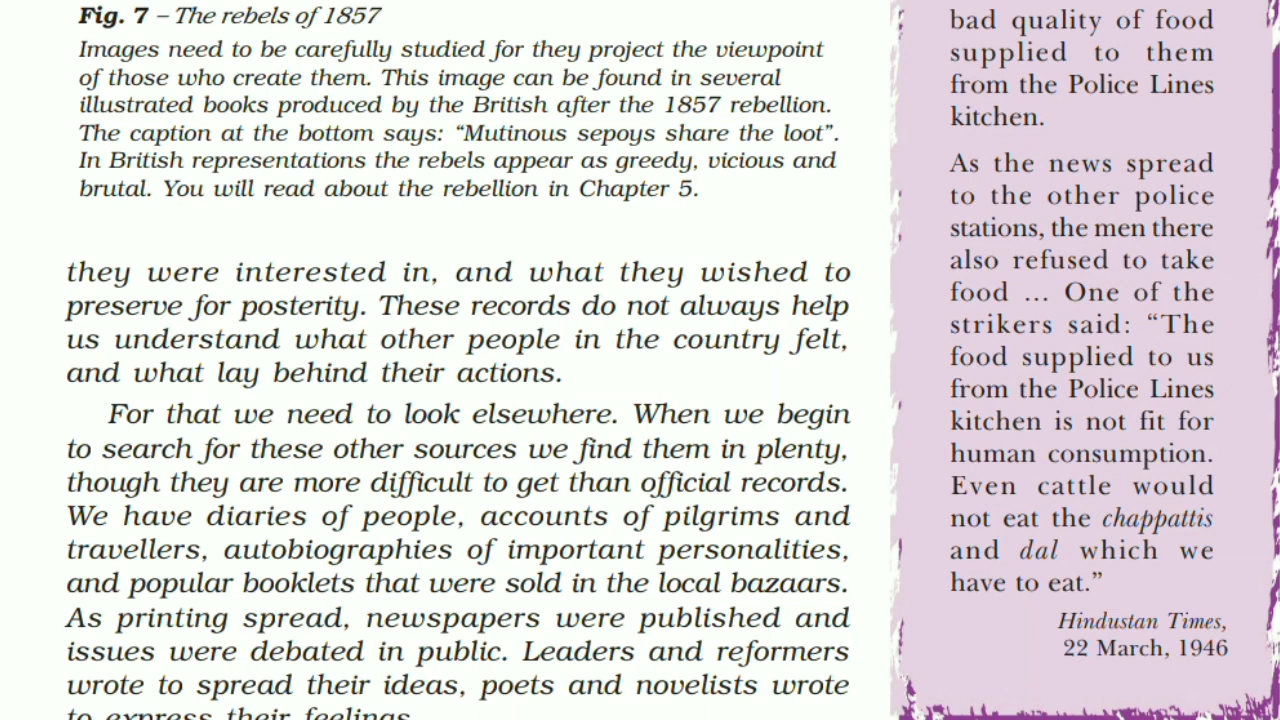 Fig. 7 – The rebels of 1857
Images need to be carefully studied for they project the viewpoint
of those who create them. This image can be found in several
illustrated books produced by the British after the 1857 rebellion.
The caption at the bottom says: “Mutinous sepoys share the loot”.
In British representations the rebels appear as greedy, vicious and
brutal. You will read about the rebellion in Chapter 5.
they were interested in, and what they wished to
preserve for posterity. These records do not always help
us understand what other people in the country felt,
and what lay behind their actions.
For that we need to look elsewhere. When we begin
to search for these other sources we find them in plenty,
though they are more difficult to get than official records.
We have diaries of people, accounts of pilgrims and
travellers, autobiographies of important personalities,
and popular booklets that were sold in the local bazaars.
As printing spread, newspapers were published and
issues were debated in public. Leaders and reformers
wrote to spread their ideas, poets and novelists wrote
to express their feelings.
bad quality of food
supplied to them
from the Police Lines
kitchen.
As the news spread
to the other police
stations, the men there
also refused to take
food ... One of the
strikers said: “The
food supplied to us
from the Police Lines
kitchen is not fit for
human consumption.
Even cattle would
not eat the chappattis
and dal which we
have to eat.”
Hindustan Times,
22 March, 1946